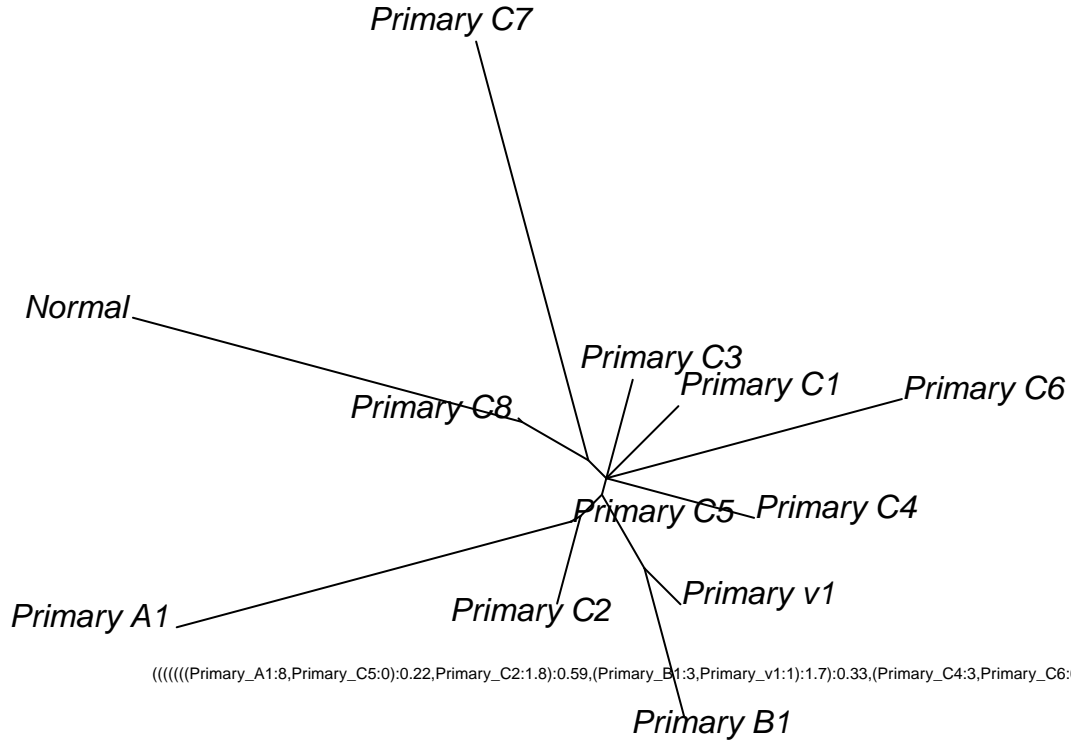 Primary C7
Normal
Primary C3
Primary C1
Primary C6
Primary C8
Primary C5
Primary C4
Primary v1
Primary C2
Primary A1
(((((((Primary_A1:8,Primary_C5:0):0.22,Primary_C2:1.8):0.59,(Primary_B1:3,Primary_v1:1):1.7):0.33,(Primary_C4:3,Primary_C6:
Primary B1